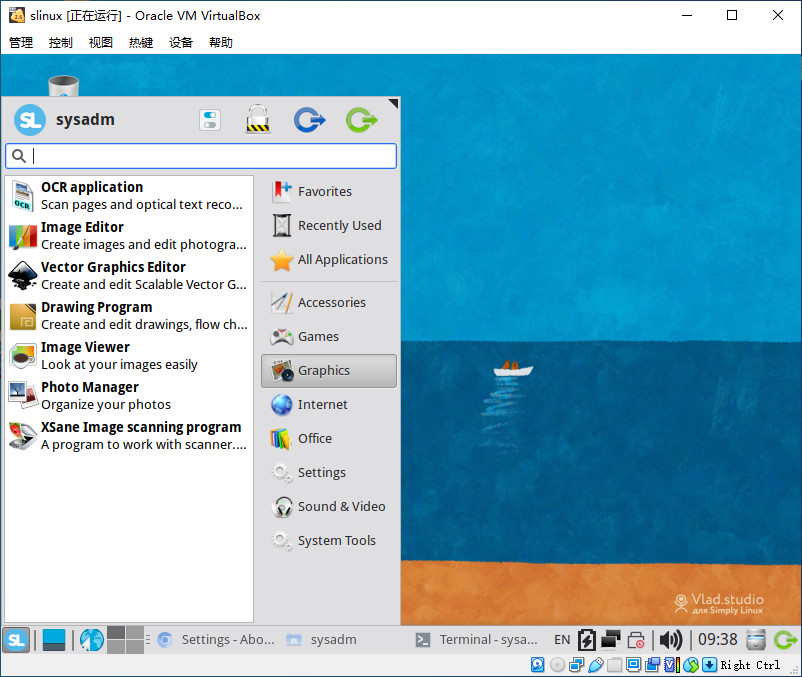 slinux [正在运行] - Oracle VM VirtualBox
管理 控制 视图 热键 设备 帮助
SL sysadm
OCR application
Scan pages and optical text reco...
Image Editor
Create images and edit photogra...
Vector Graphics Editor
Create and edit Scalable Vector G...
Drawing Program
Create and edit drawings, flow ch...
Image Viewer
Look at your images easily
Photo Manager
Organize your photos
XSane Image scanning program
A program to work with scanner....
Favorites
Recently Used
All Applications
Accessories
Games
Graphics
Internet
Office
Settings
Sound & Video
System Tools
Vlad.studio
для Simply Linux
SL Settings - Abo... sysadm Terminal - sysa... EN 09:38
Right Ctrl